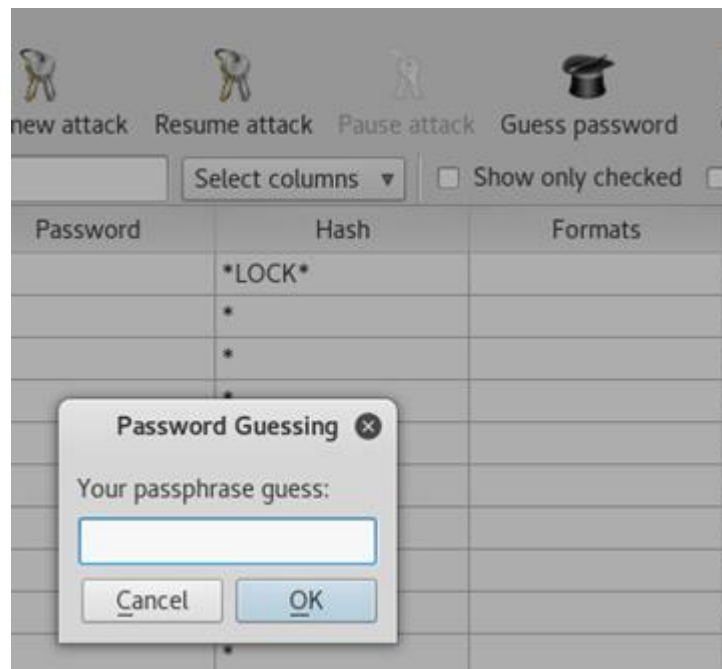 new attack Resume attack Pause attack Guess password
Select columns Show only checked
Password Hash Formats
*LOCK*
*
*
Password Guessing
Your passphrase guess:
Cancel OK
*